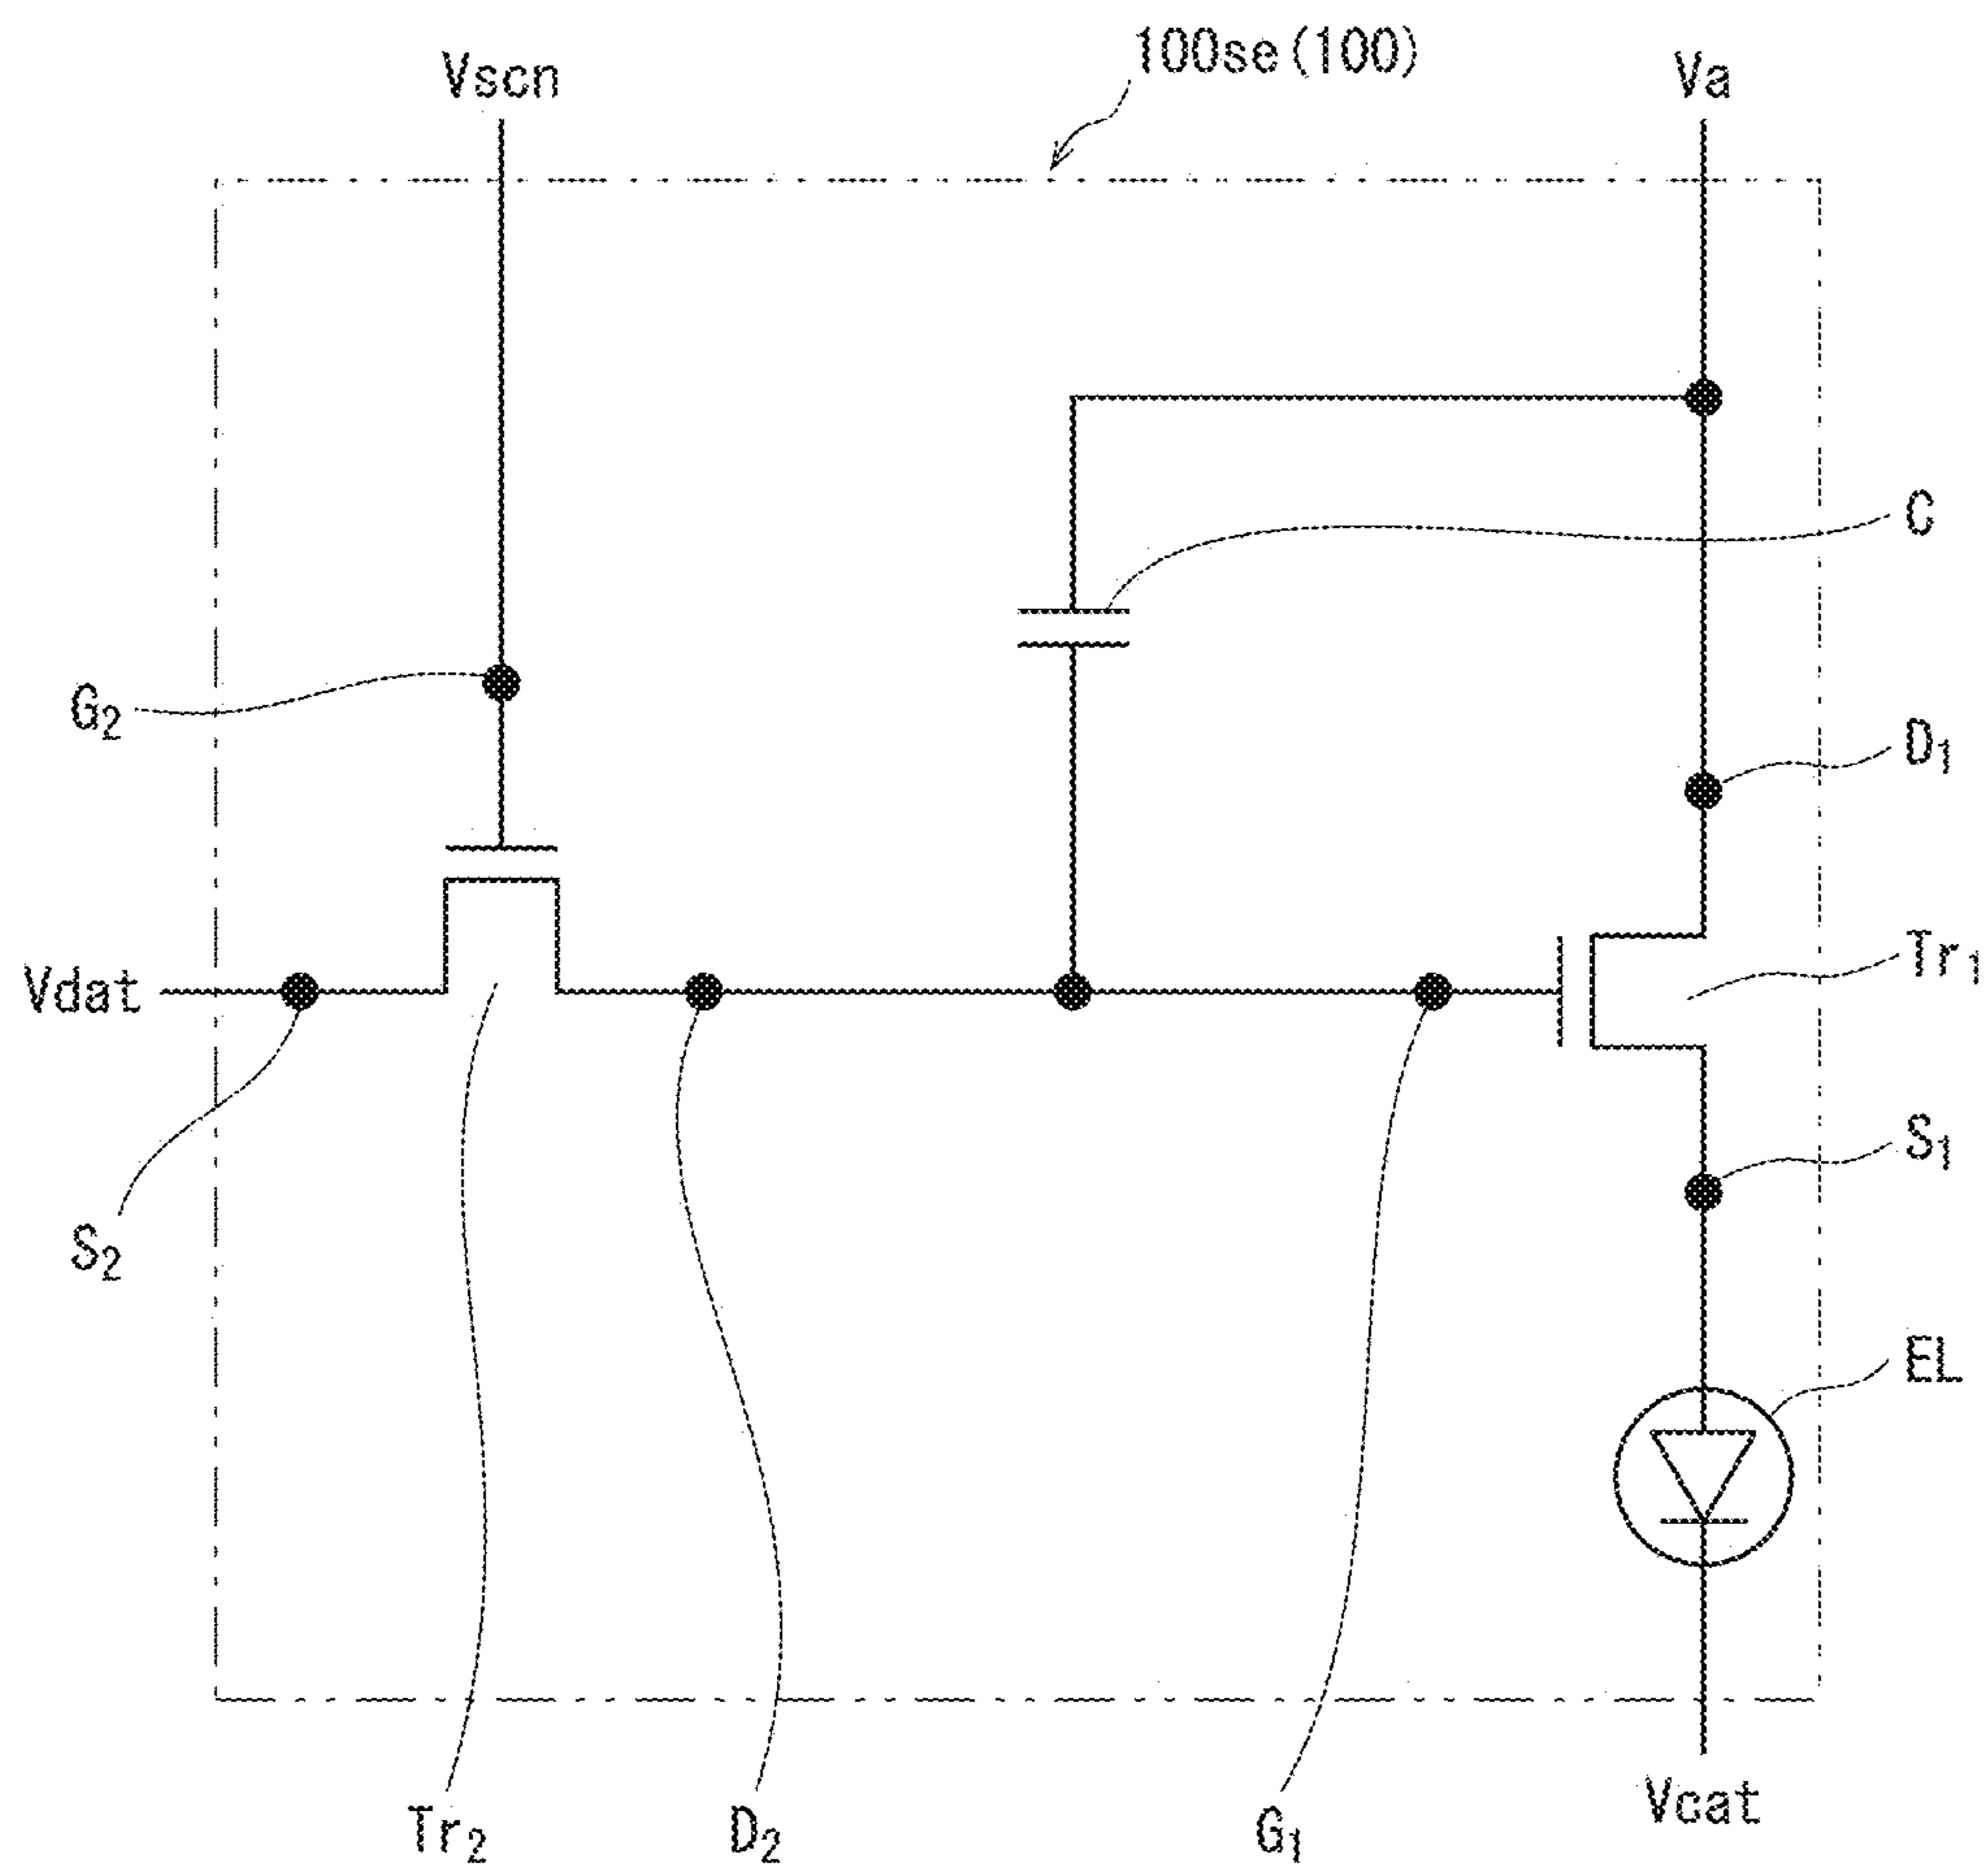 100se(100)
Vscn
Va
C
G2
D1
Tr1
Vdat
S1
S2
EL
Vcat
Tr2
D2
G1